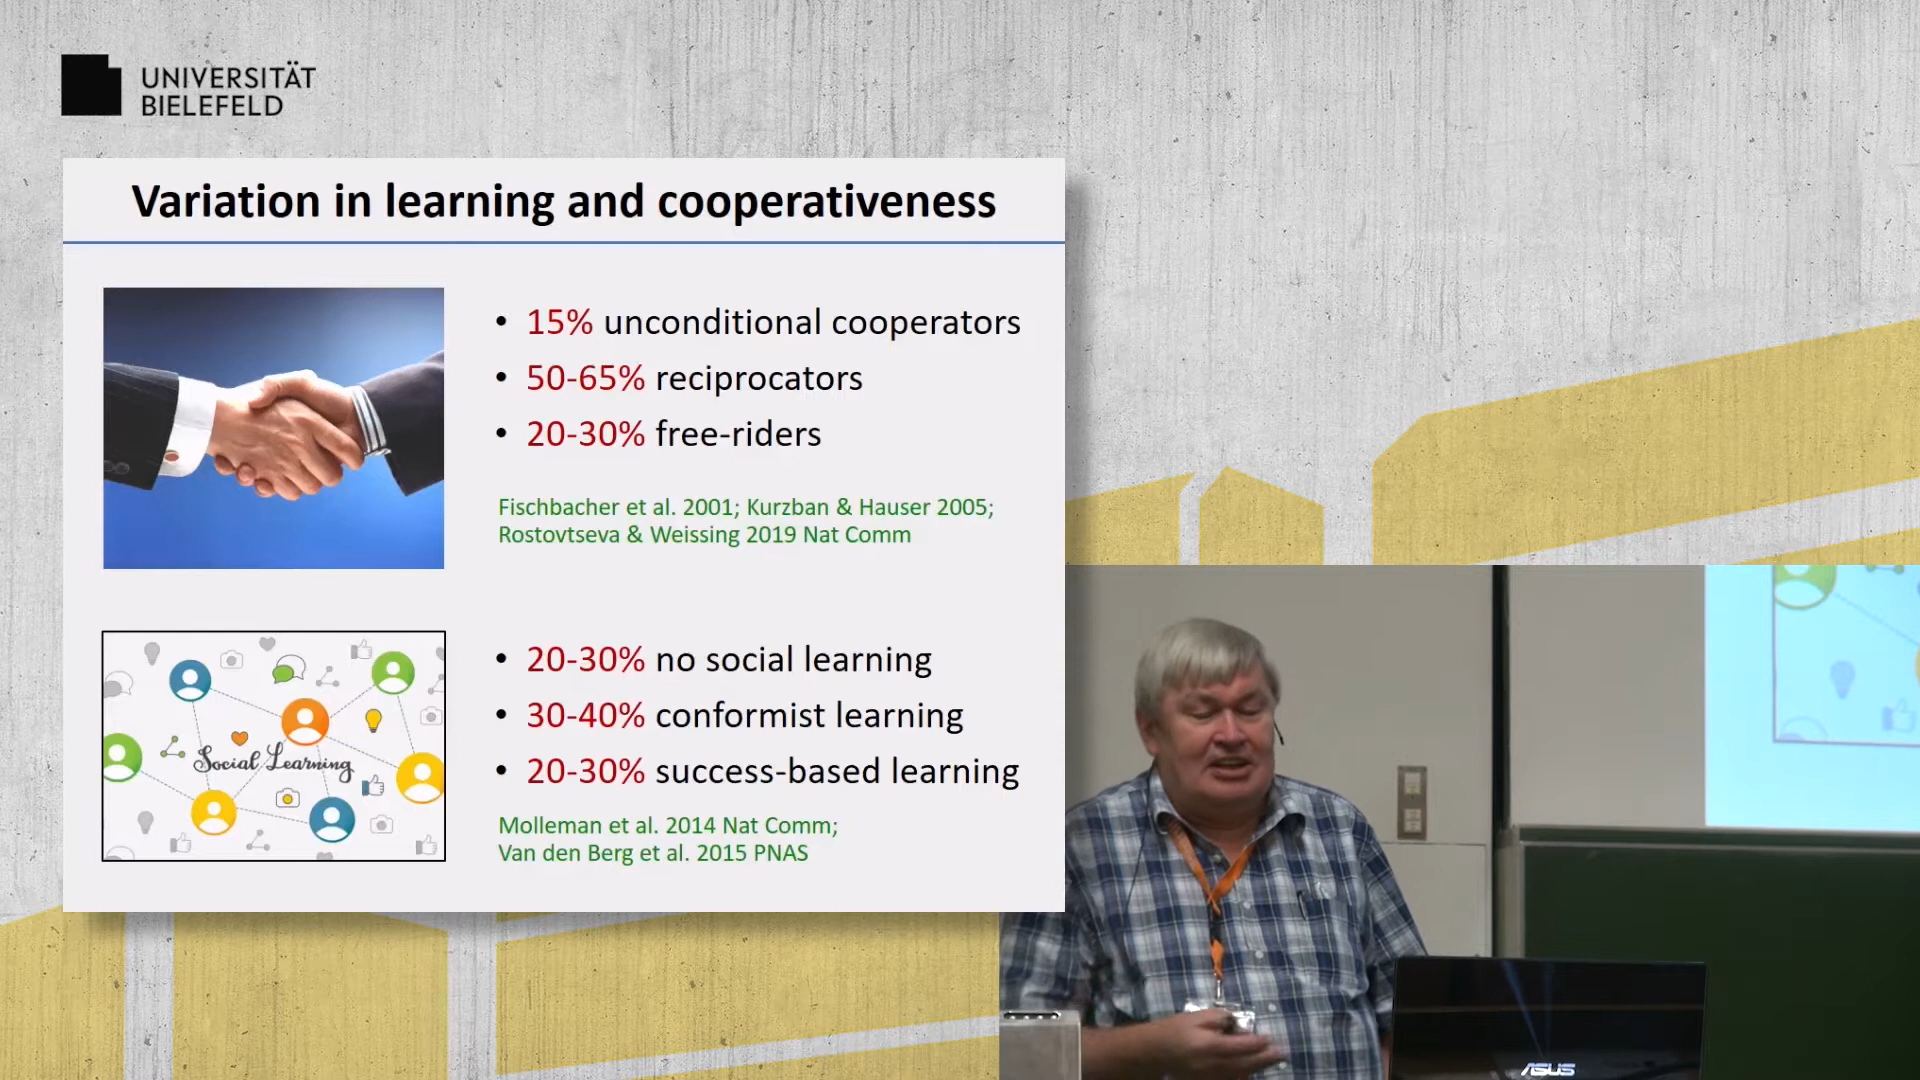 UNIVERSITÄT
BIELEFELD
Variation in learning and cooperativeness
• 15% unconditional cooperators
• 50-65% reciprocators
• 20-30% free-riders
Fischbacher et al. 2001; Kurzban & Hauser 2005;
Rostovtseva & Weissing 2019 Nat Comm
Social Learning
• 20-30% no social learning
• 30-40% conformist learning
• 20-30% success-based learning
Molleman et al. 2014 Nat Comm;
Van den Berg et al. 2015 PNAS
ASUS